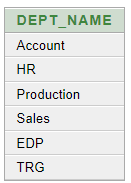 DEPT_NAME
Account
HR
Production
Sales
EDP
TRG